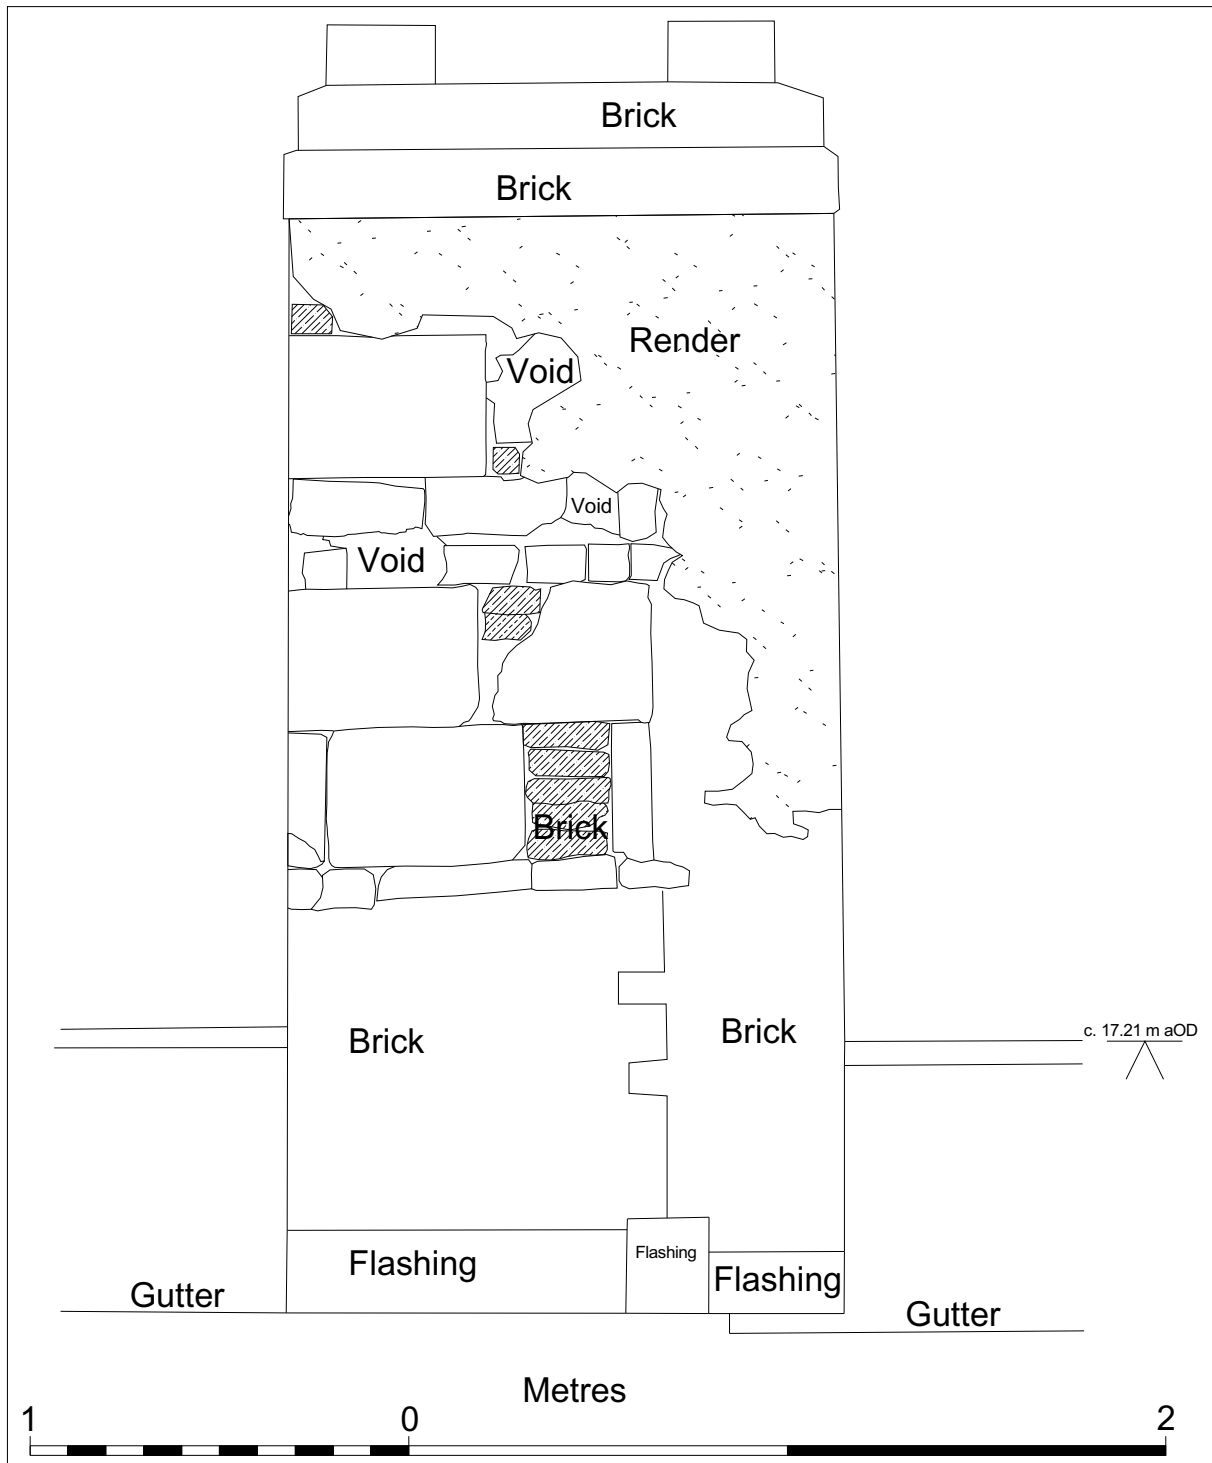 Brick
Brick
Render
Void
Void
Void
Brick
Brick
Brick
c. 17.21 m aOD
Flashing
Flashing
Flashing
Gutter
Gutter
Metres
1 0 2